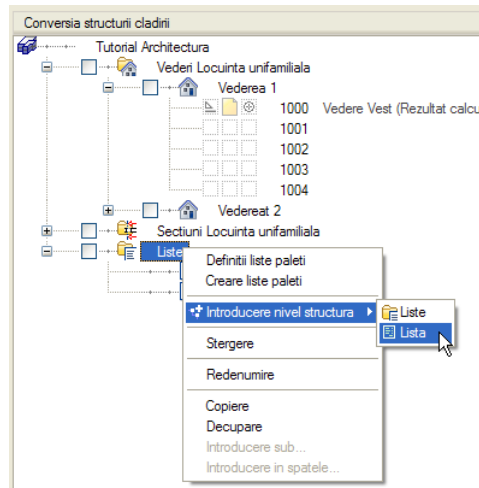 Conversia structurii cladirii
Tutorial Architectura
Vederi Locuinta unifamiliala
Vederea 1
1000 Vedere Vest (Rezultat calcu
1001
1002
1003
1004
Vedereat 2
Sectiuni Locuinta unifamiliala
Liste
Definitii liste paleti
Creare liste paleti
Introducere nivel structura
Liste
Lista
Stergere
Redenumire
Copiere
Decupare
Introducere sub...
Introducere in spatele...